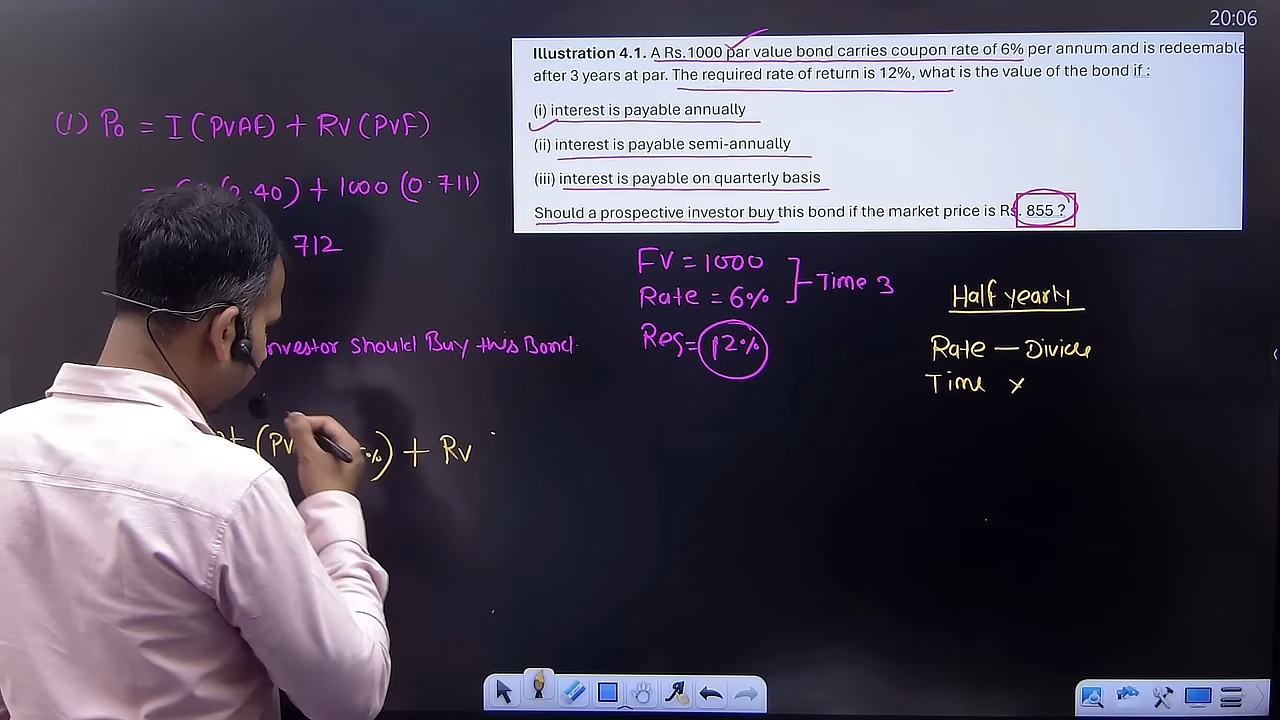 20:06
Illustration 4.1. A Rs.1000 par value bond carries coupon rate of 6% per annum and is redeemable
after 3 years at par. The required rate of return is 12%, what is the value of the bond if :
(i) interest is payable annually
(ii) interest is payable semi-annually
(iii) interest is payable on quarterly basis
Should a prospective investor buy this bond if the market price is Rs. 855 ?
(1) P0 = I (PVAF) + RV (PVF)
= .40) + 1000 (0.711)
712
Investor should Buy this Bond.
(PV %) + RV
FV = 1000
Rate = 6%
Time 3
Req = 12%
Half yearly
Rate — Divide
Time ×